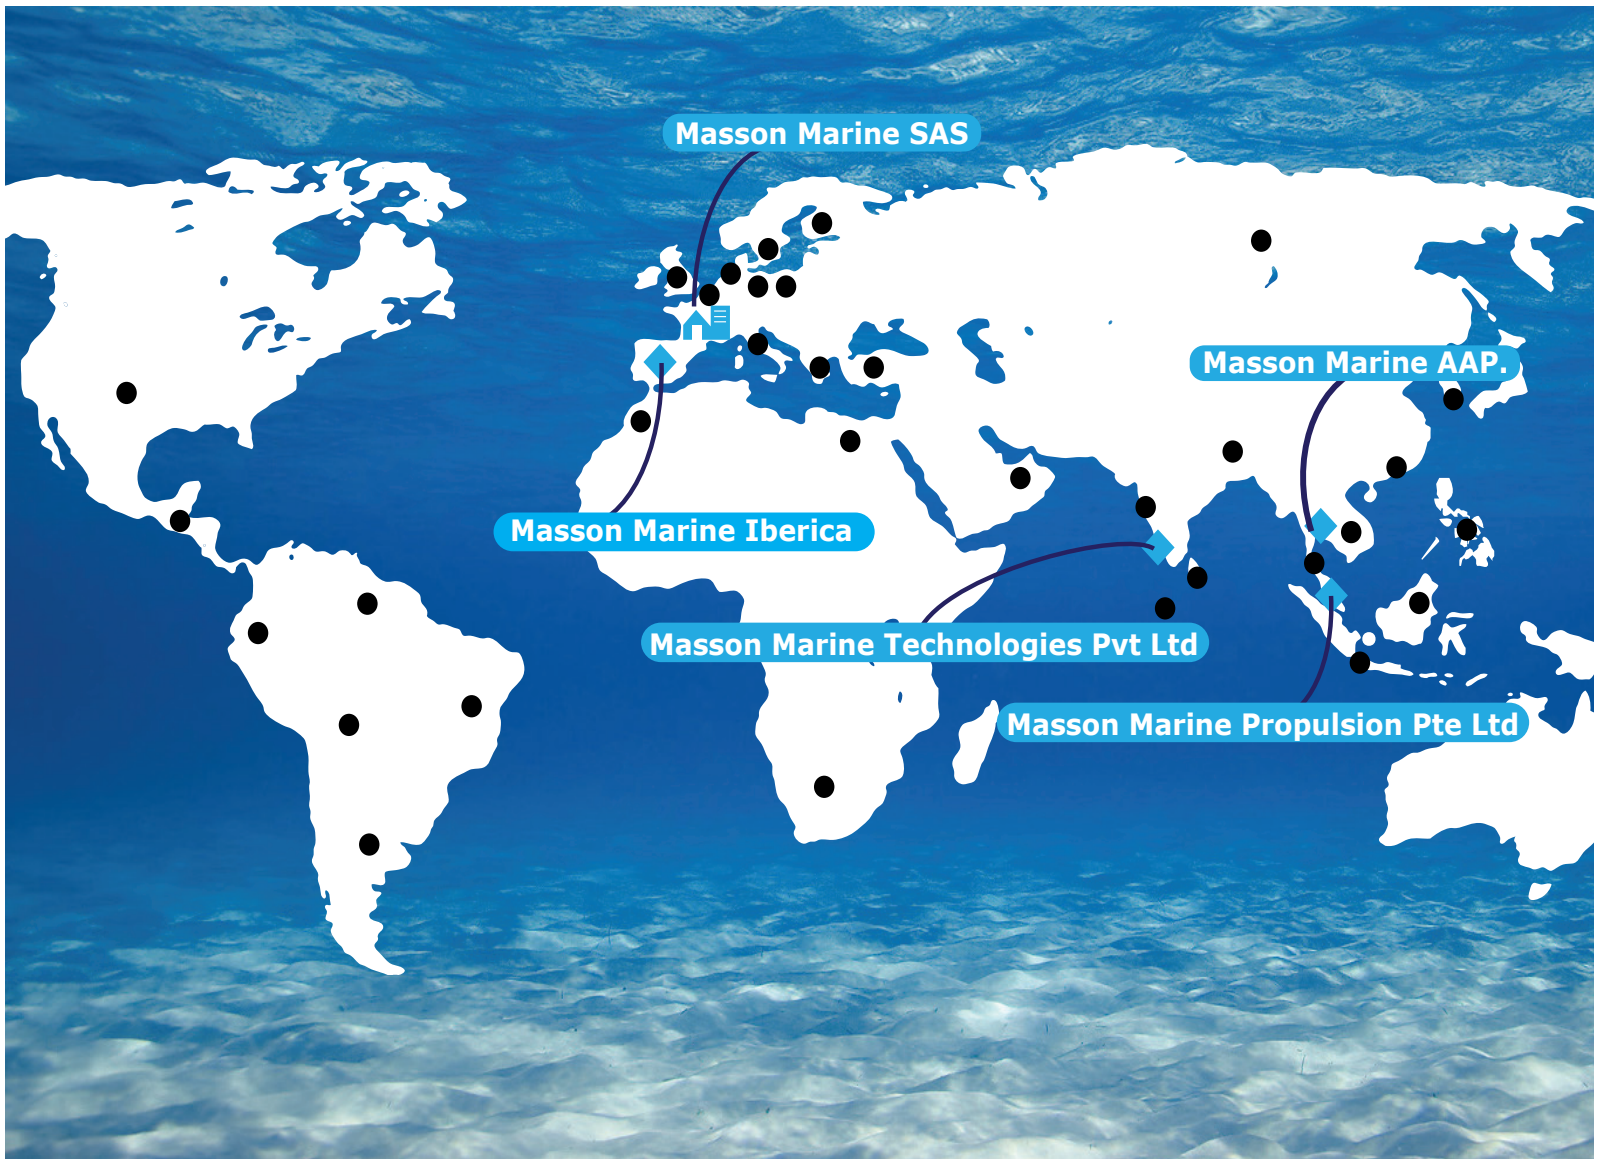 Masson Marine SAS
Masson Marine AAP.
Masson Marine Iberica
Masson Marine Technologies Pvt Ltd
Masson Marine Propulsion Pte Ltd